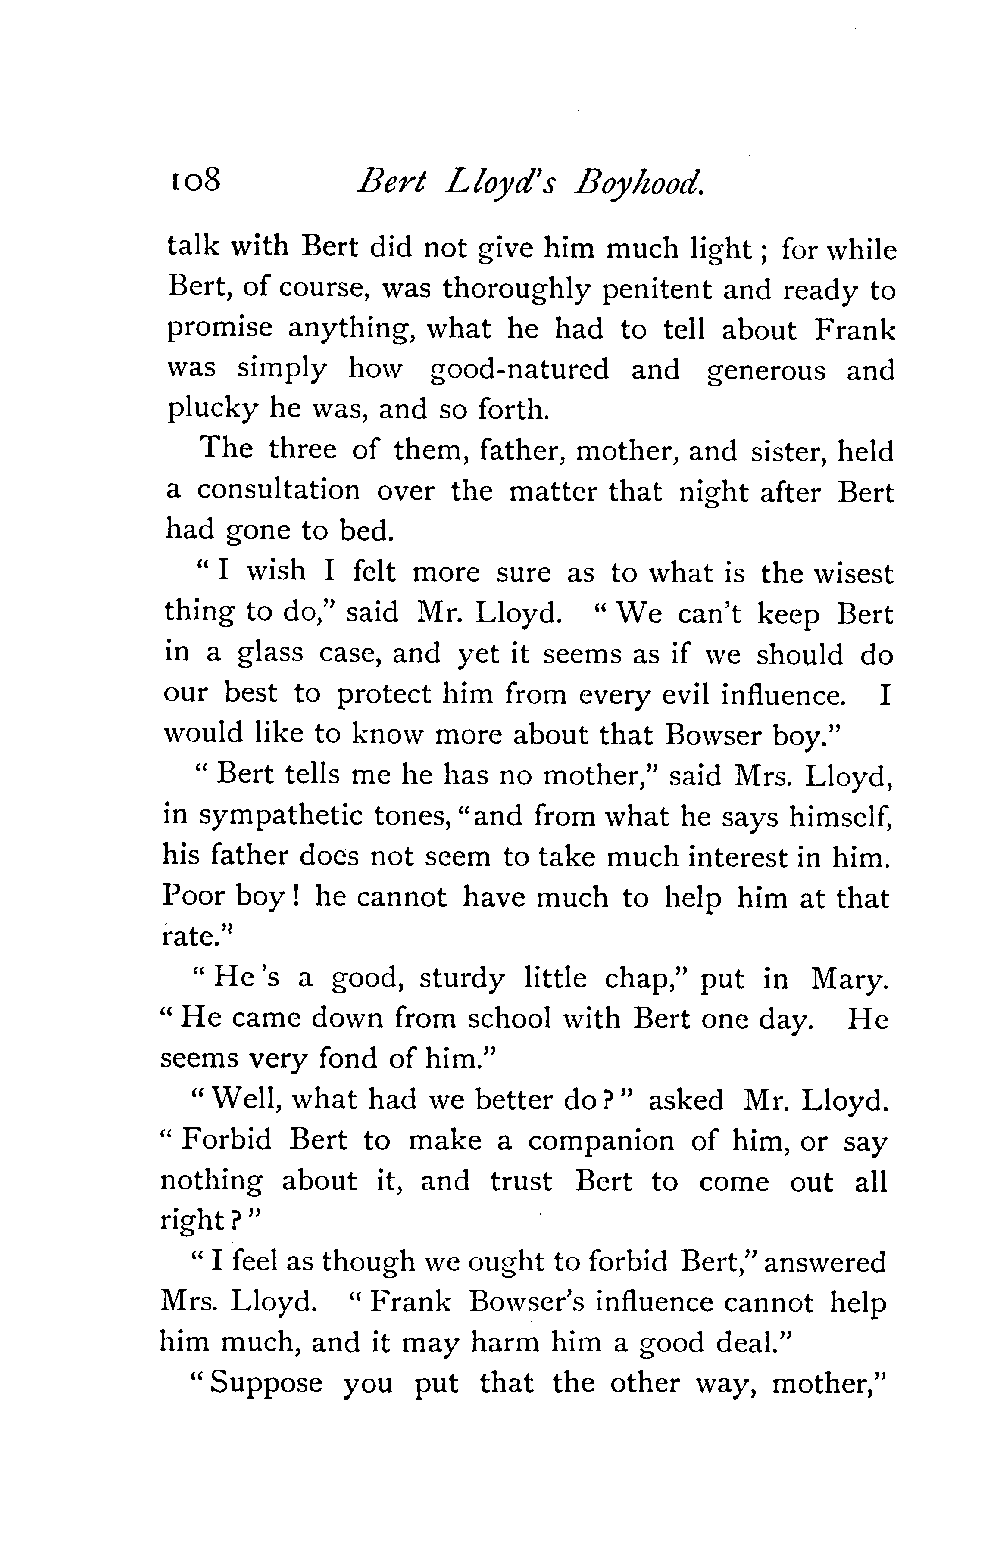 108 Bert Lloyd's Boyhood.
talk with Bert did not give him much light; for while
Bert, of course, was thoroughly penitent and ready to
promise anything, what he had to tell about Frank
was simply how good-natured and generous and
plucky he was, and so forth.
The three of them, father, mother, and sister, held
a consultation over the matter that night after Bert
had gone to bed.
"I wish I felt more sure as to what is the wisest
thing to do," said Mr. Lloyd. "We can't keep Bert
in a glass case, and yet it seems as if we should do
our best to protect him from every evil influence. I
would like to know more about that Bowser boy."
"Bert tells me he has no mother," said Mrs. Lloyd,
in sympathetic tones, "and from what he says himself,
his father does not seem to take much interest in him.
Poor boy! he cannot have much to help him at that
rate."
"He's a good, sturdy little chap," put in Mary.
"He came down from school with Bert one day. He
seems very fond of him."
"Well, what had we better do?" asked Mr. Lloyd.
"Forbid Bert to make a companion of him, or say
nothing about it, and trust Bert to come out all
right?"
"I feel as though we ought to forbid Bert," answered
Mrs. Lloyd. "Frank Bowser's influence cannot help
him much, and it may harm him a good deal."
"Suppose you put that the other way, mother,"